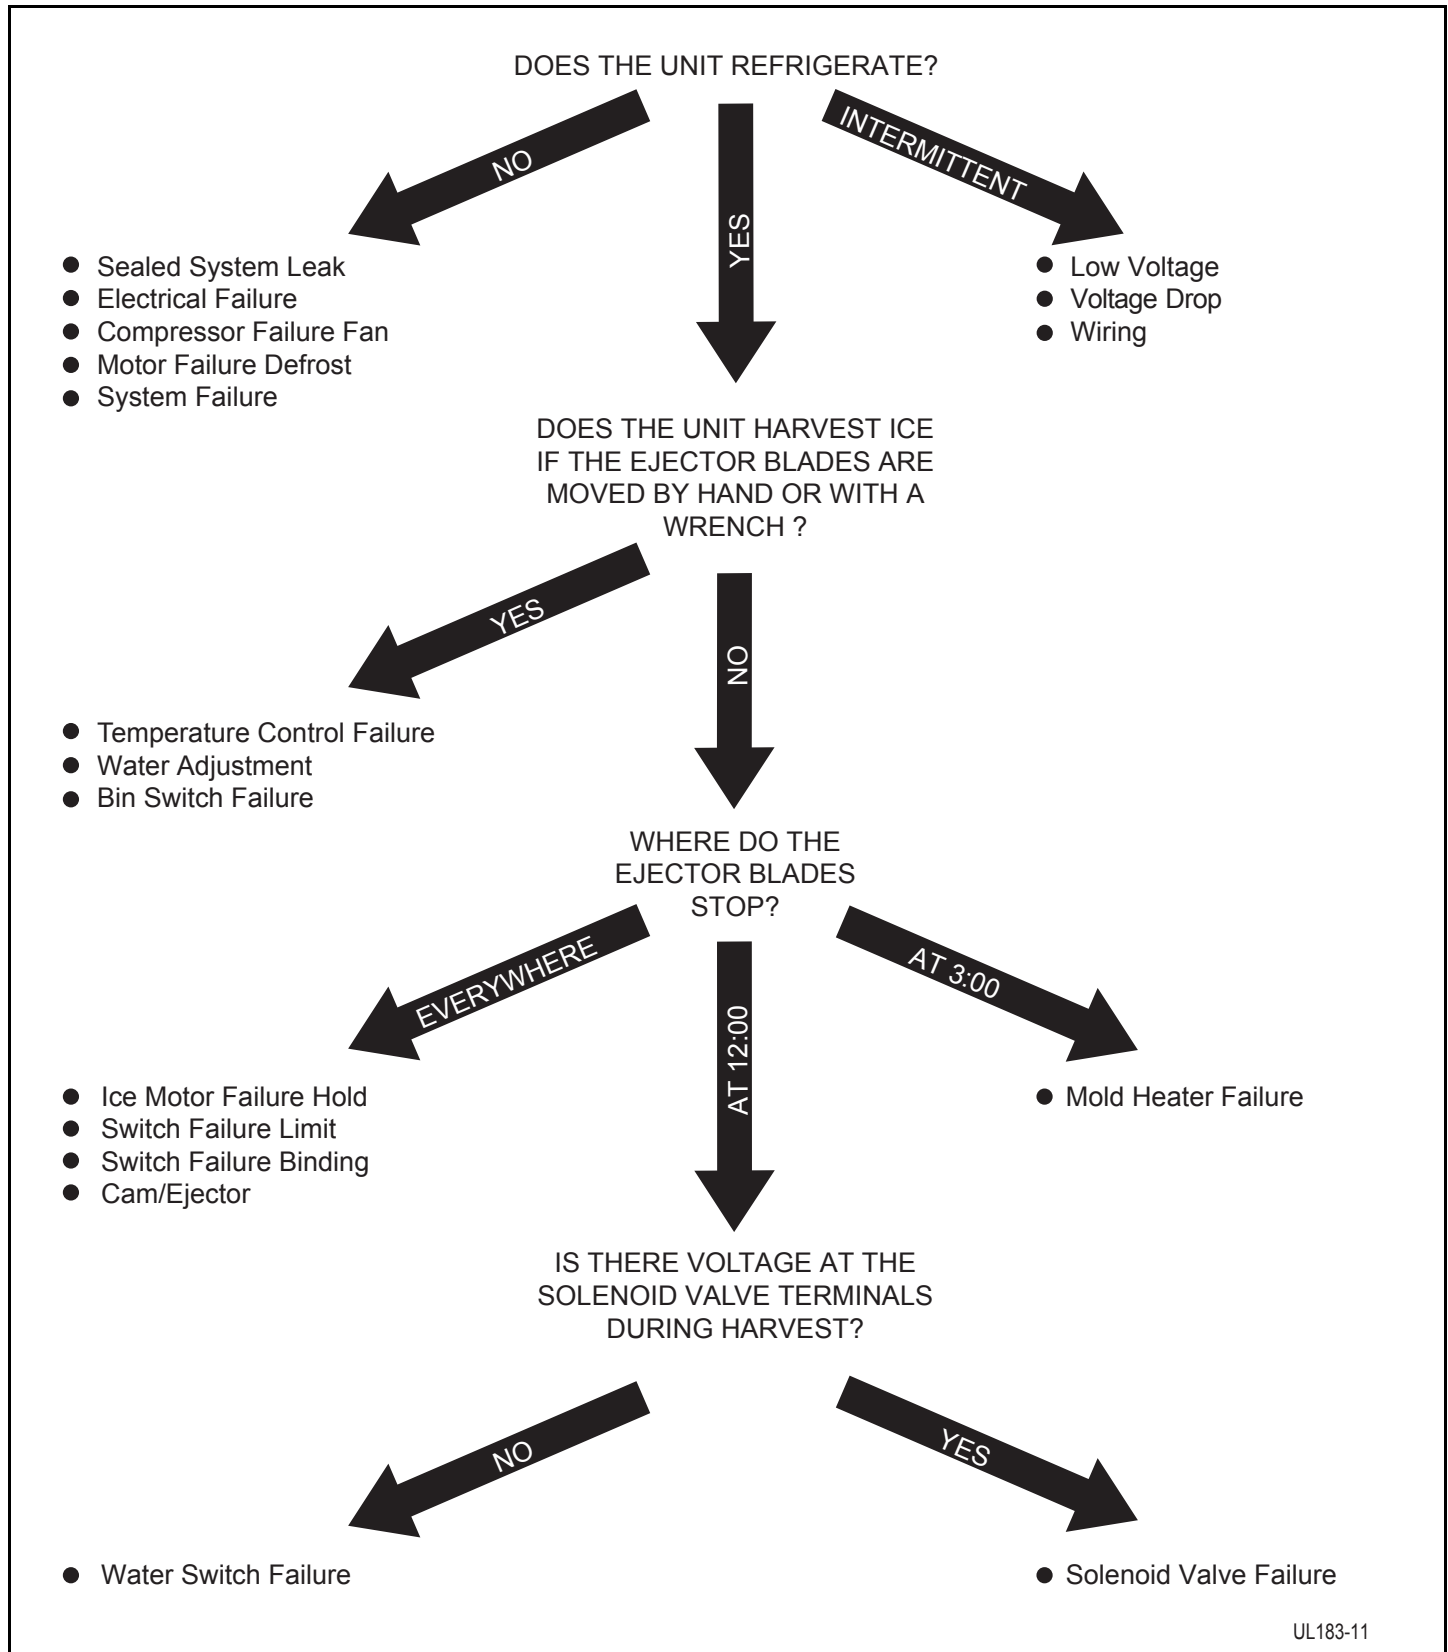 DOES THE UNIT REFRIGERATE?
NO
YES
INTERMITTENT
● Sealed System Leak
● Electrical Failure
● Compressor Failure Fan
● Motor Failure Defrost
● System Failure
● Low Voltage
● Voltage Drop
● Wiring
DOES THE UNIT HARVEST ICE
IF THE EJECTOR BLADES ARE
MOVED BY HAND OR WITH A
WRENCH ?
YES
NO
● Temperature Control Failure
● Water Adjustment
● Bin Switch Failure
WHERE DO THE
EJECTOR BLADES
STOP?
EVERYWHERE
AT 12:00
AT 3:00
● Ice Motor Failure Hold
● Switch Failure Limit
● Switch Failure Binding
● Cam/Ejector
● Mold Heater Failure
IS THERE VOLTAGE AT THE
SOLENOID VALVE TERMINALS
DURING HARVEST?
NO
YES
● Water Switch Failure
● Solenoid Valve Failure
UL183-11